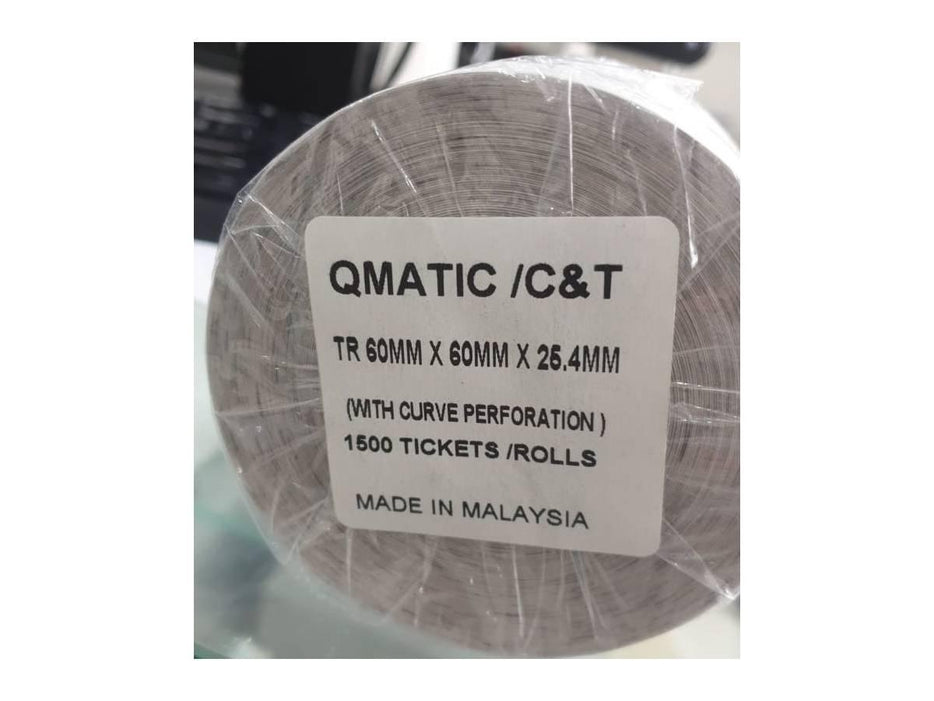 QMATIC /C&T
TR 60MM X 60MM X 25.4MM
(WITH CURVE PERFORATION )
1500 TICKETS /ROLLS
MADE IN MALAYSIA